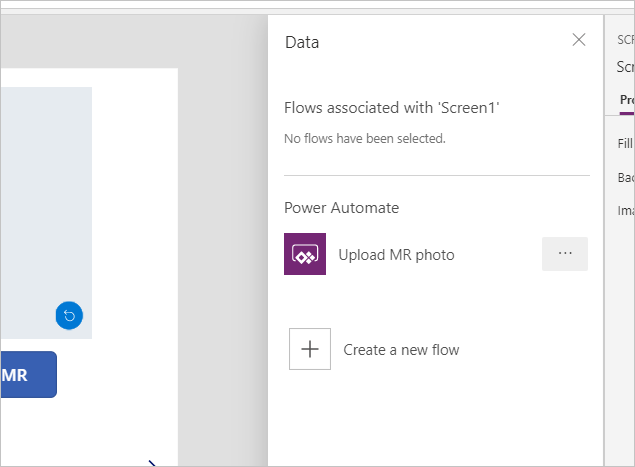 Data
SCR
Scr
Pro
Flows associated with 'Screen1'
No flows have been selected.
Fill
Bac
Ima
Power Automate
Upload MR photo
...
Create a new flow
MR